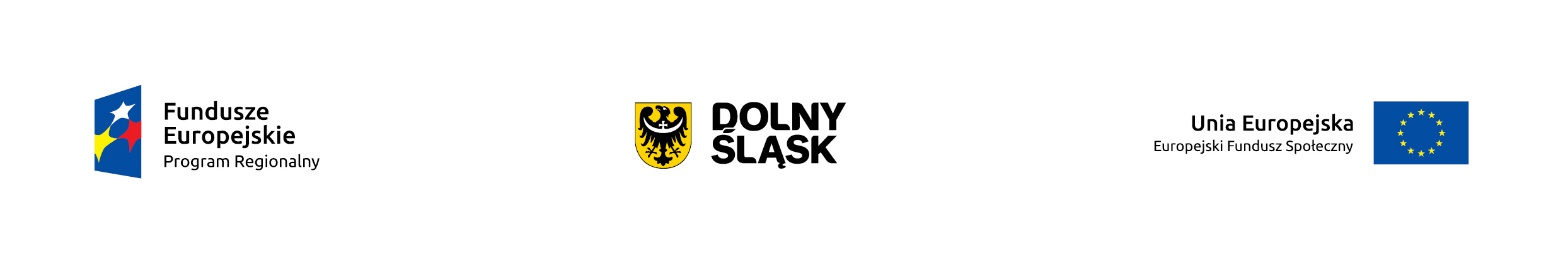 Fundusze
Europejskie
Program Regionalny
DOLNY
ŚLĄSK
Unia Europejska
Europejski Fundusz Społeczny